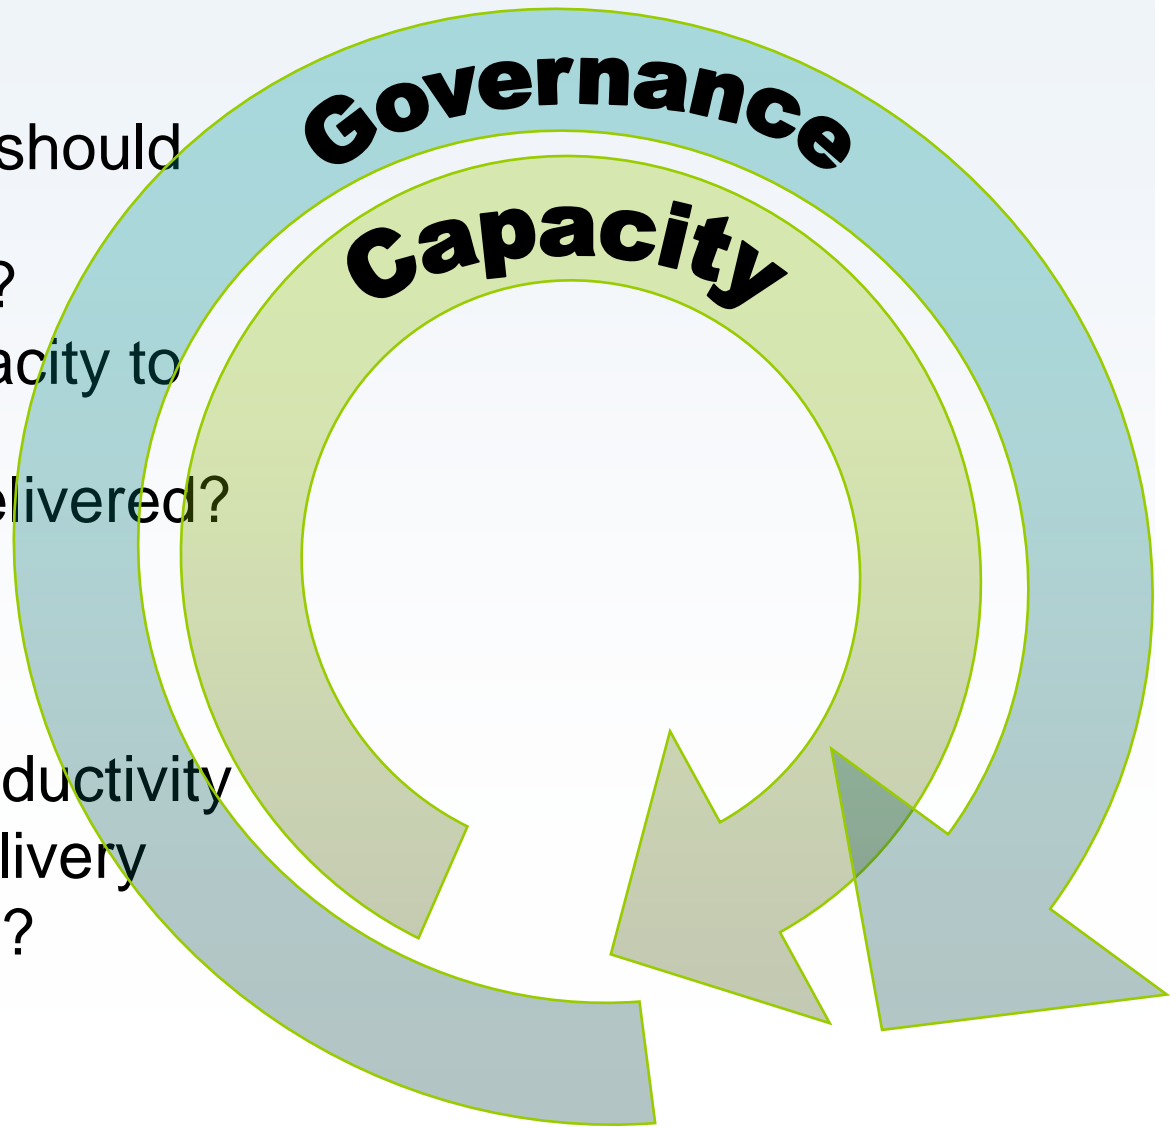 Governance
should
Capacity
?
acity to
elivered?
ductivity
livery
?